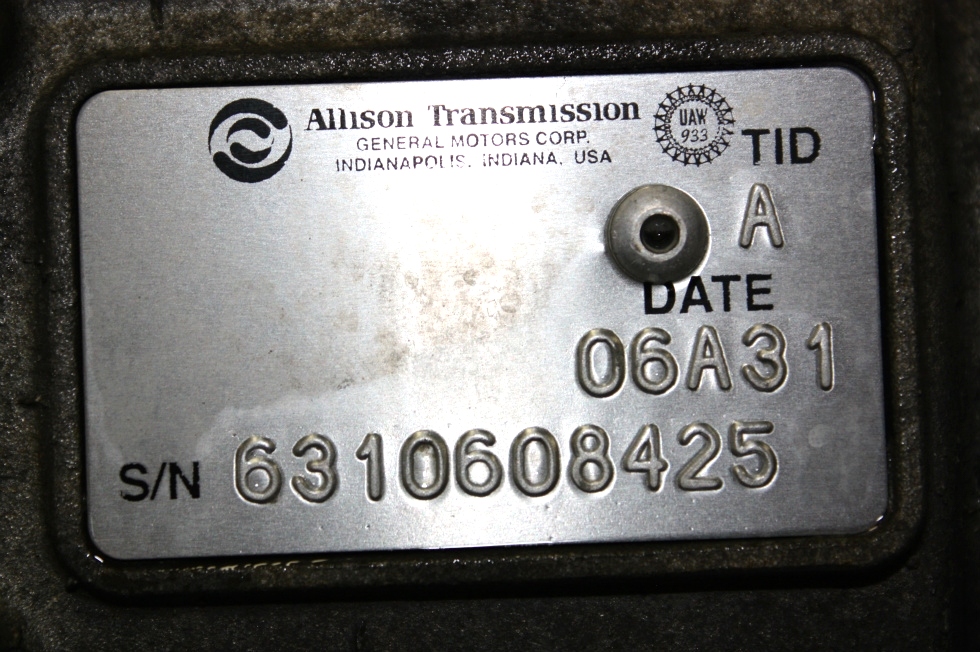 Allison Transmission
GENERAL MOTORS CORP.
INDIANAPOLIS, INDIANA, USA
UAW
933
TID
A
DATE
06A31
S/N 6310608425